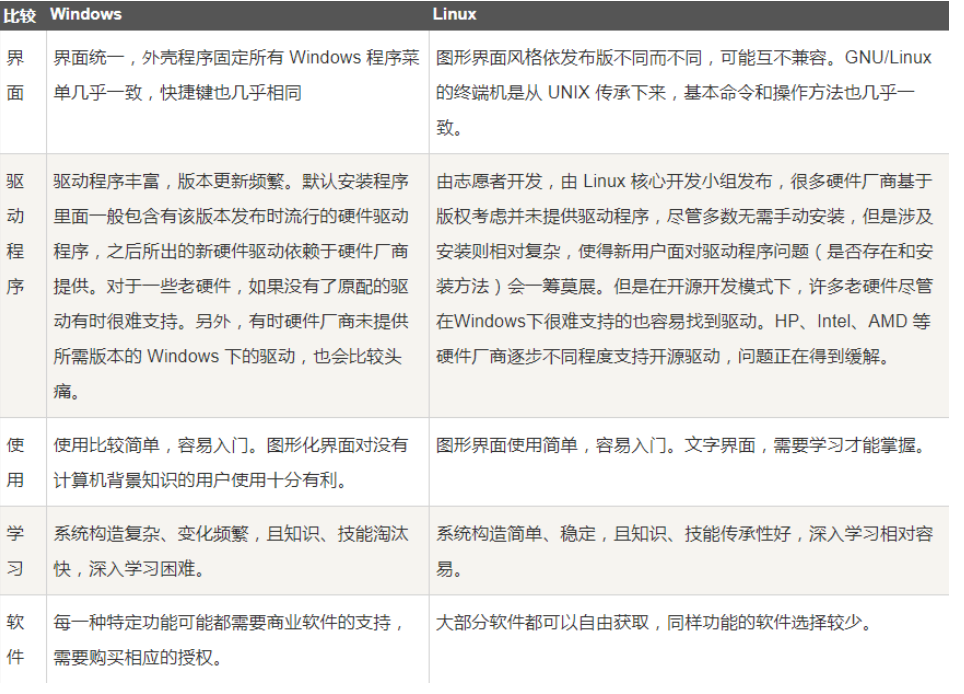 比较 Windows Linux
界面
界面统一，外壳程序固定所有 Windows 程序菜
单几乎一致，快捷键也几乎相同
图形界面风格依发布版不同而不同，可能互不兼容。GNU/Linux
的终端机是从 UNIX 传承下来，基本命令和操作方法也几乎一
致。
驱动程序
驱动程序丰富，版本更新频繁。默认安装程序
里面一般包含有该版本发布时流行的硬件驱动
程序，之后所出的新硬件驱动依赖于硬件厂商
提供。对于一些老硬件，如果没有了原配的驱
动有时很难支持。另外，有时硬件厂商未提供
所需版本的 Windows 下的驱动，也会比较头
痛。
由志愿者开发，由 Linux 核心开发小组发布，很多硬件厂商基于
版权考虑并未提供驱动程序，尽管多数无需手动安装，但是涉及
安装则相对复杂，使得新用户面对驱动程序问题（是否存在和安
装方法）会一筹莫展。但是在开源开发模式下，许多老硬件尽管
在Windows下很难支持的也容易找到驱动。HP、Intel、AMD 等
硬件厂商逐步不同程度支持开源驱动，问题正在得到缓解。
使用
使用比较简单，容易入门。图形化界面对没有
计算机背景知识的用户使用十分有利。
图形界面使用简单，容易入门。文字界面，需要学习才能掌握。
学习
系统构造复杂、变化频繁，且知识、技能淘汰
快，深入学习困难。
系统构造简单、稳定，且知识、技能传承性好，深入学习相对容
易。
软件
每一种特定功能可能都需要商业软件的支持，
需要购买相应的授权。
大部分软件都可以自由获取，同样功能的软件选择较少。